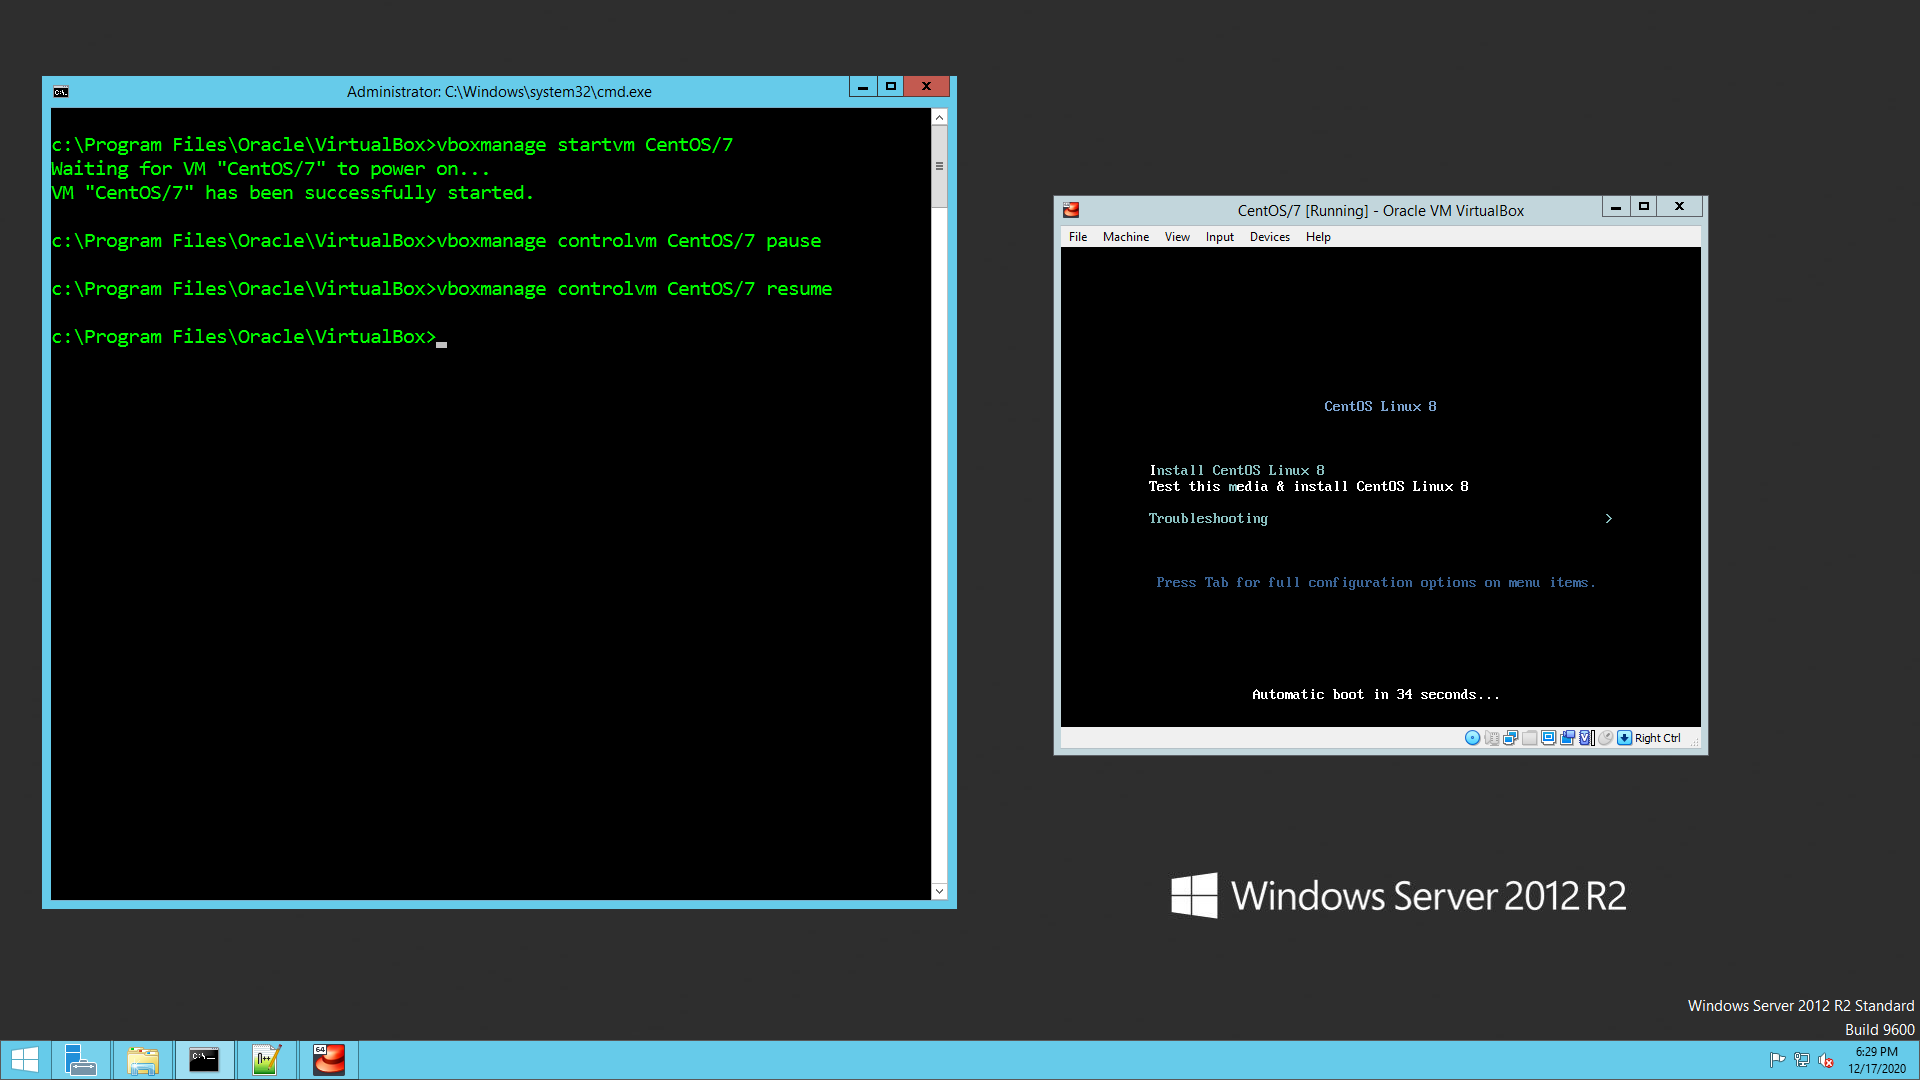 Administrator: C:\Windows\system32\cmd.exe
c:\Program Files\Oracle\VirtualBox>vboxmanage startvm CentOS/7
Waiting for VM "CentOS/7" to power on...
VM "CentOS/7" has been successfully started.
c:\Program Files\Oracle\VirtualBox>vboxmanage controlvm CentOS/7 pause
c:\Program Files\Oracle\VirtualBox>vboxmanage controlvm CentOS/7 resume
c:\Program Files\Oracle\VirtualBox>_
CentOS/7 [Running] - Oracle VM VirtualBox
File Machine View Input Devices Help
CentOS Linux 8
Install CentOS Linux 8
Test this media & install CentOS Linux 8
Troubleshooting >
Press Tab for full configuration options on menu items.
Automatic boot in 34 seconds...
Right Ctrl
Windows Server 2012 R2
Windows Server 2012 R2 Standard
Build 9600
64
6:29 PM
12/17/2020